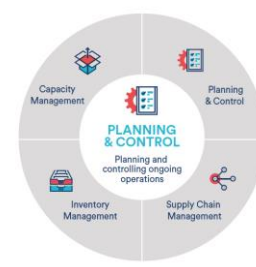 Capacity
Management
Planning
& Control
PLANNING
& CONTROL
Planning and
controlling ongoing
operations
Inventory
Management
Supply Chain
Management